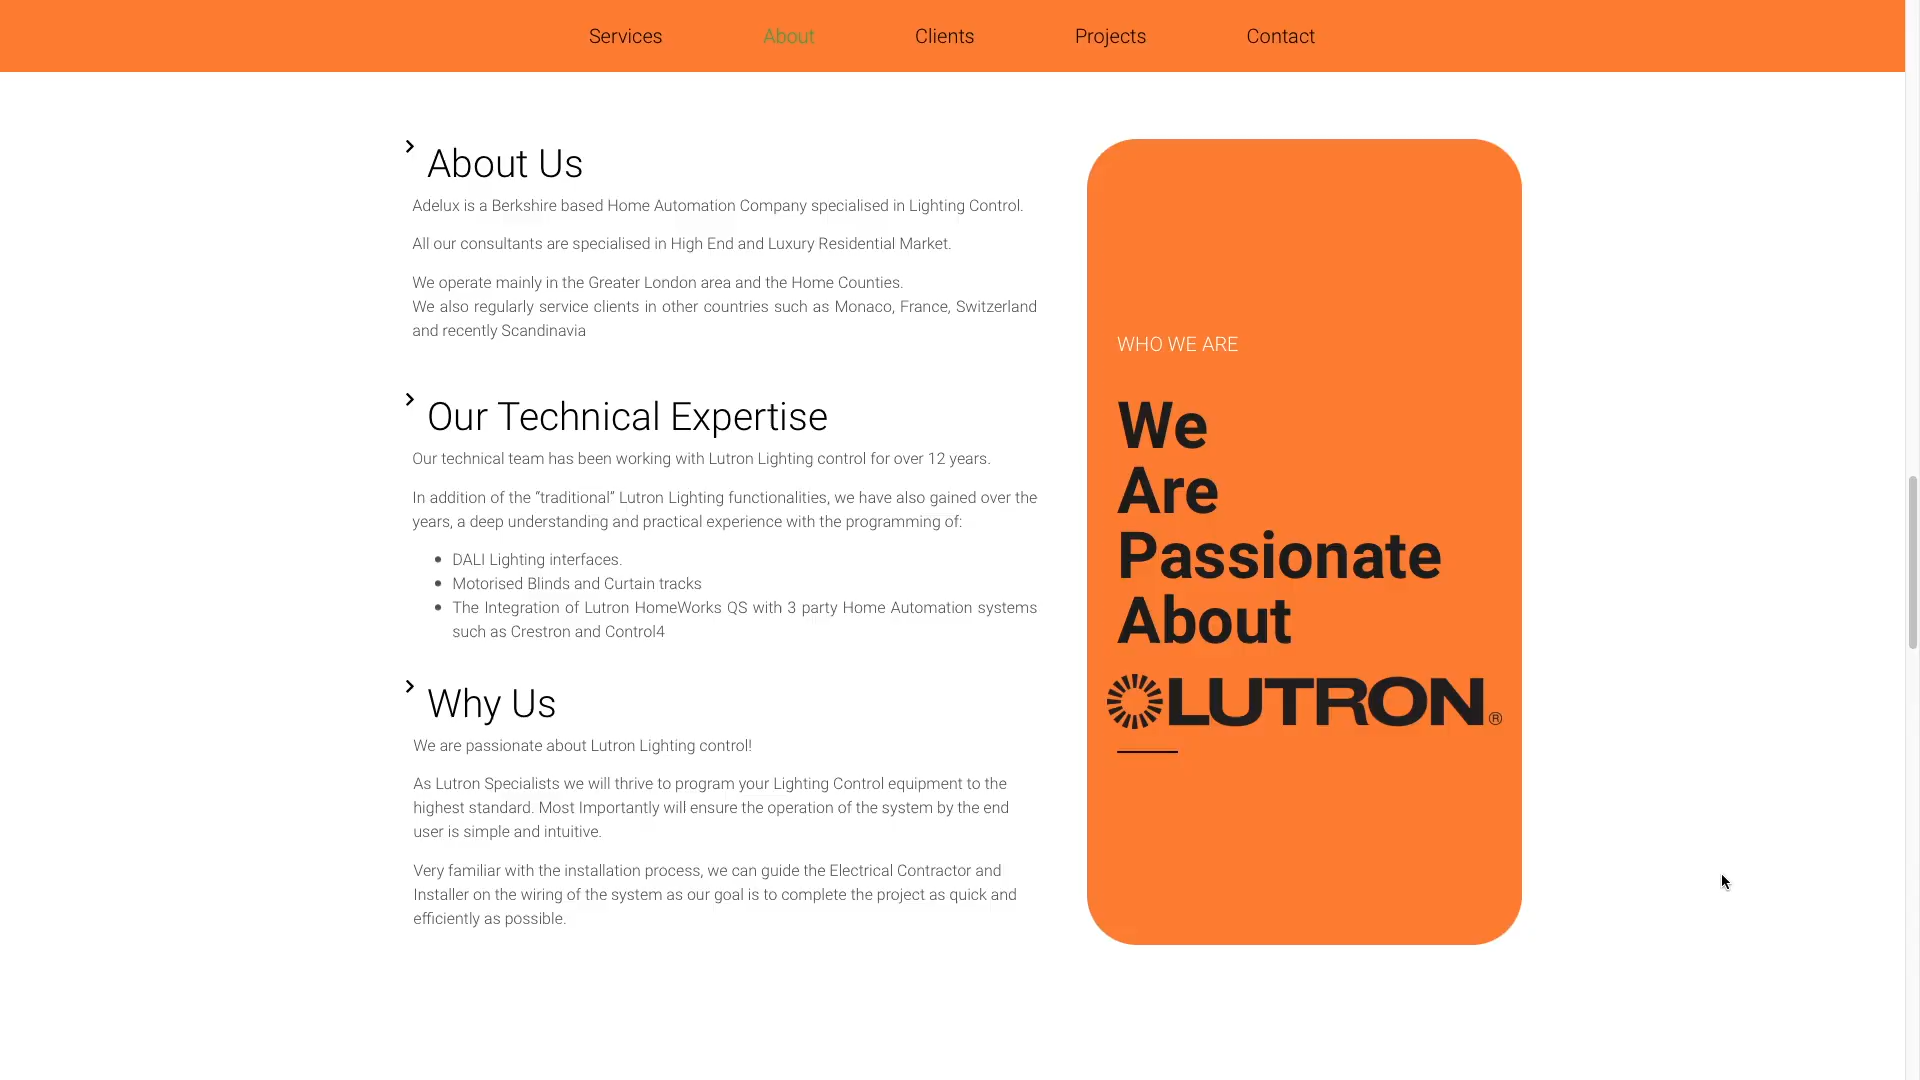 Services About Clients Projects Contact
About Us
Adelux is a Berkshire based Home Automation Company specialised in Lighting Control.
All our consultants are specialised in High End and Luxury Residential Market.
We operate mainly in the Greater London area and the Home Counties.
We also regularly service clients in other countries such as Monaco, France, Switzerland
and recently Scandinavia
Our Technical Expertise
Our technical team has been working with Lutron Lighting control for over 12 years.
In addition of the “traditional” Lutron Lighting functionalities, we have also gained over the
years, a deep understanding and practical experience with the programming of:
DALI Lighting interfaces.
Motorised Blinds and Curtain tracks
The Integration of Lutron HomeWorks QS with 3 party Home Automation systems
such as Crestron and Control4
Why Us
We are passionate about Lutron Lighting control!
As Lutron Specialists we will thrive to program your Lighting Control equipment to the
highest standard. Most Importantly will ensure the operation of the system by the end
user is simple and intuitive.
Very familiar with the installation process, we can guide the Electrical Contractor and
Installer on the wiring of the system as our goal is to complete the project as quick and
efficiently as possible.
WHO WE ARE
We
Are
Passionate
About
LUTRON®